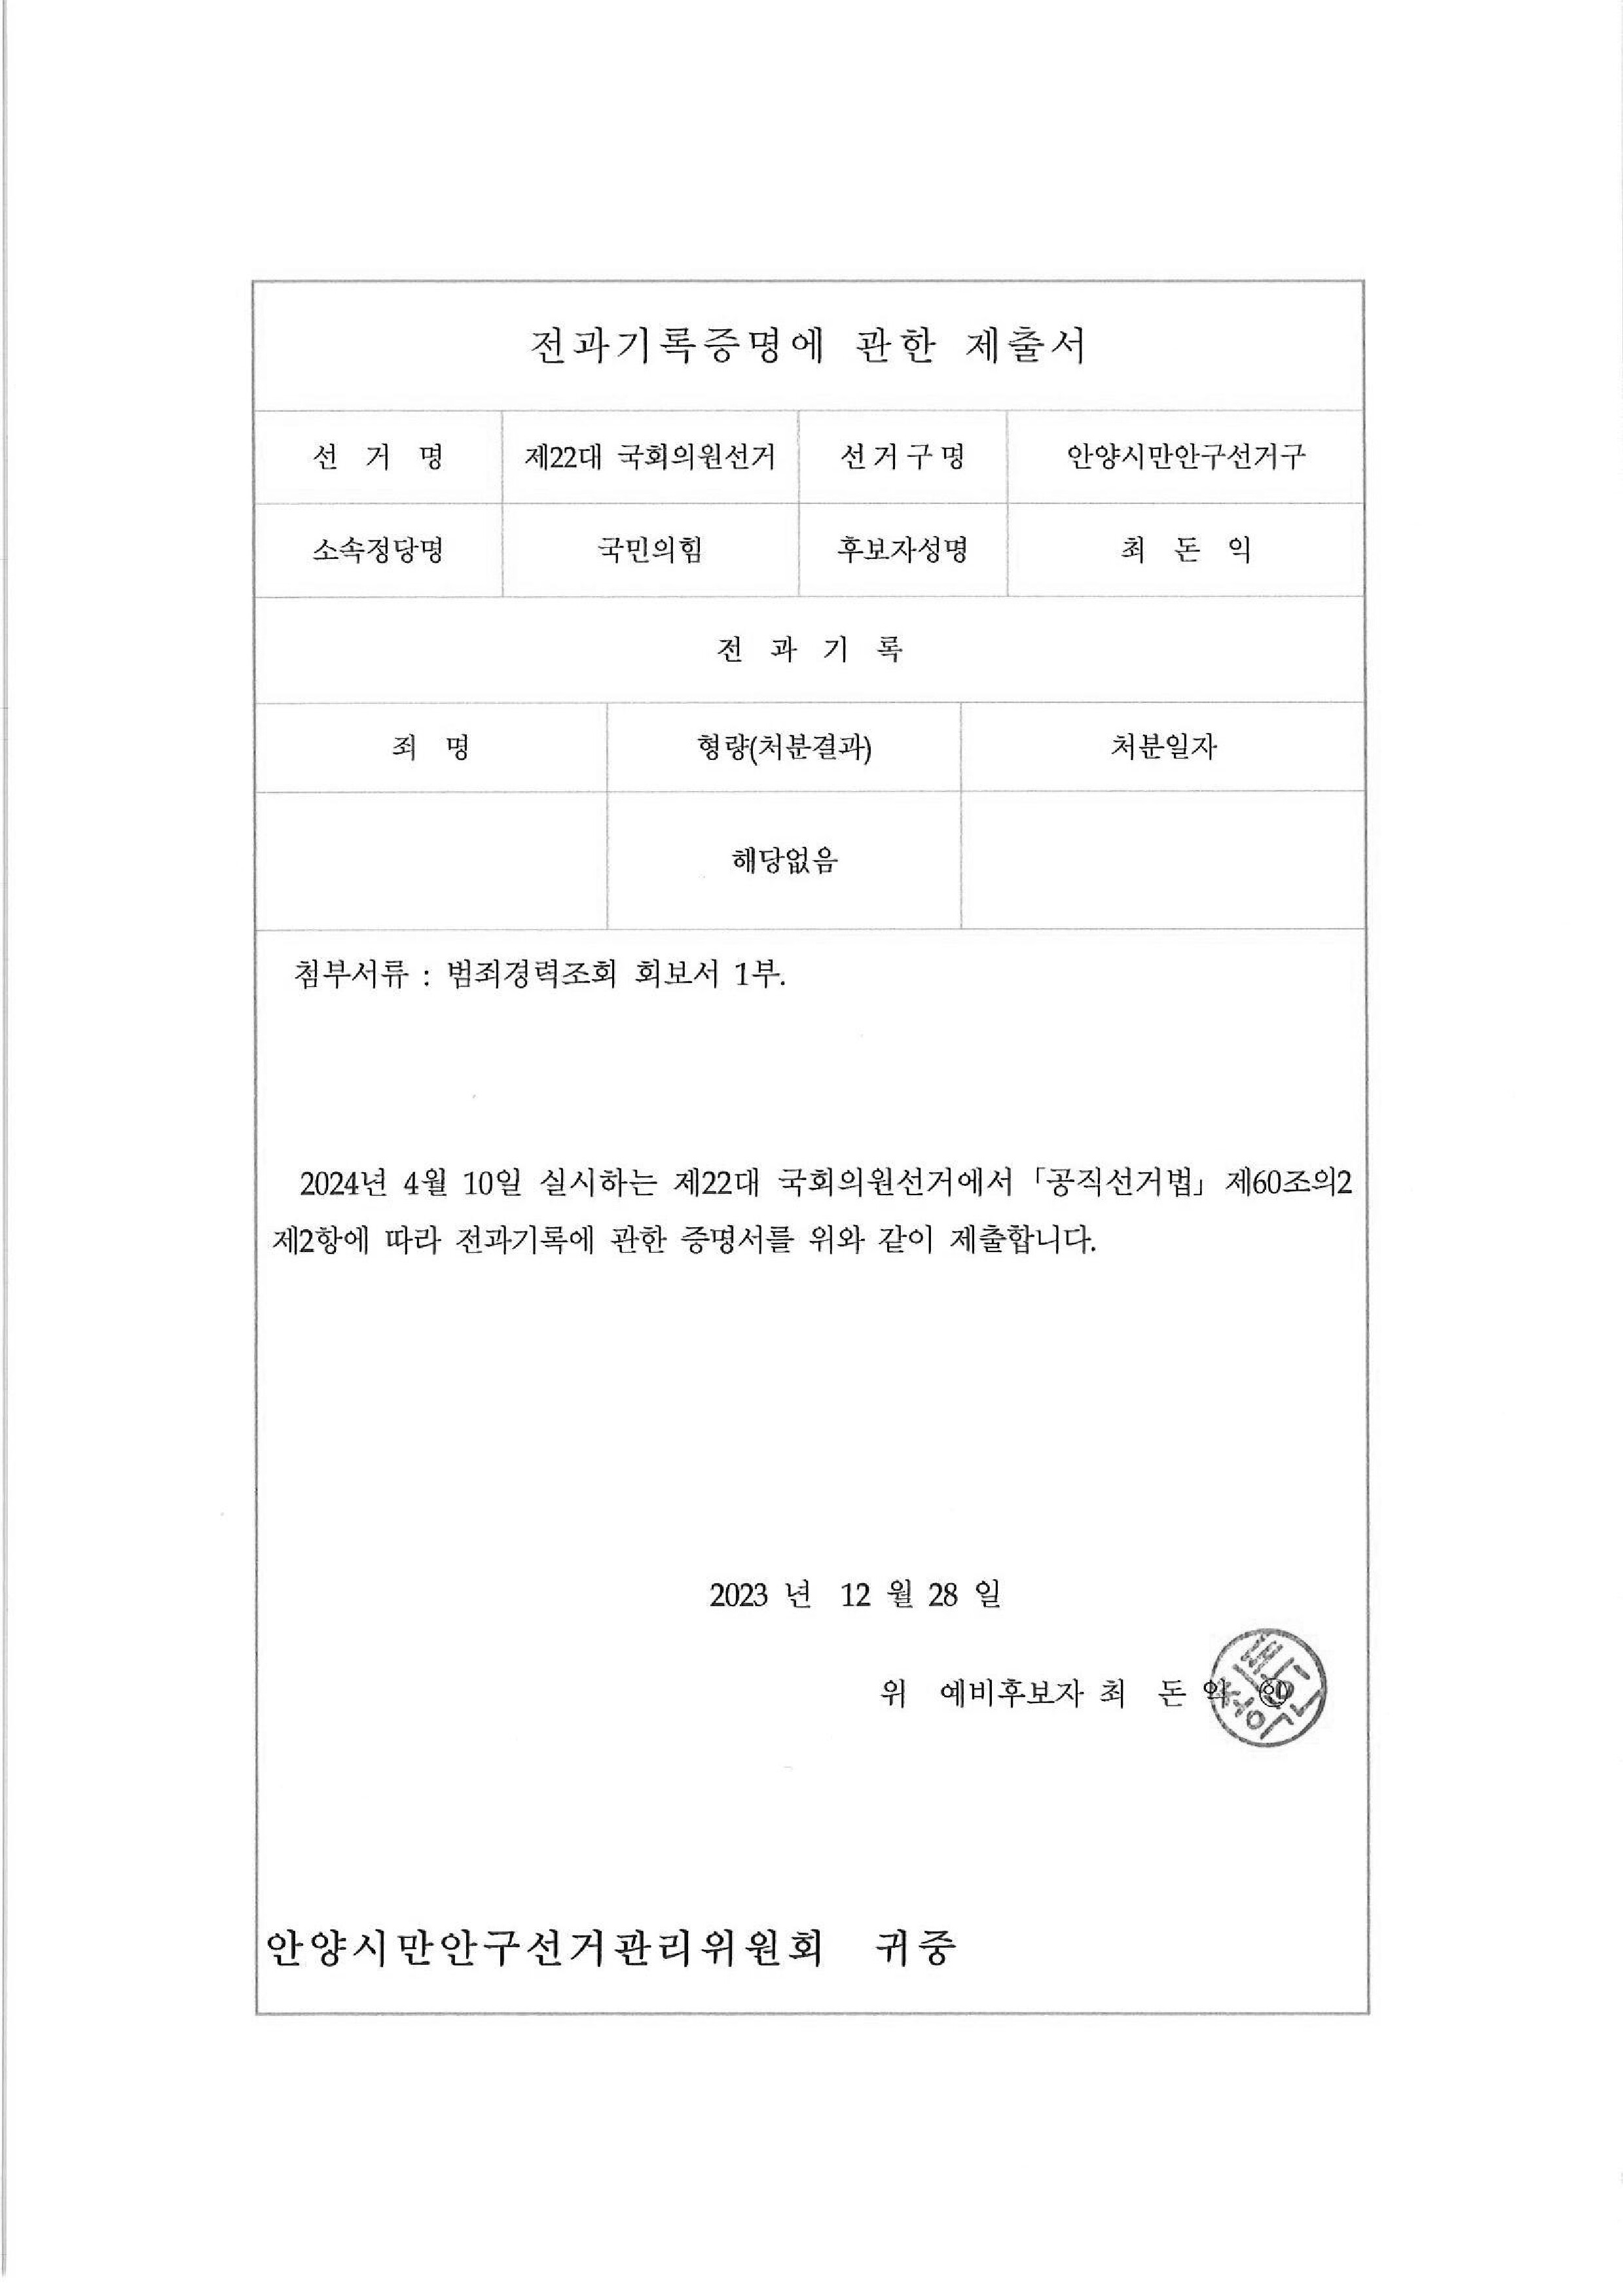 전과기록증명에 관한 제출서
선 거 명 제22대 국회의원선거 선거구명 안양시만안구선거구
소속정당명 국민의힘 후보자성명 최 돈 익
전 과 기 록
죄 명 형량(처분결과) 처분일자
해당없음
첨부서류 : 범죄경력조회 회보서 1부.
2024년 4월 10일 실시하는 제22대 국회의원선거에서 「공직선거법」 제60조의2
제2항에 따라 전과기록에 관한 증명서를 위와 같이 제출합니다.
2023 년 12 월 28 일
위 예비후보자 최 돈 익 ㊞
안양시만안구선거관리위원회 귀중